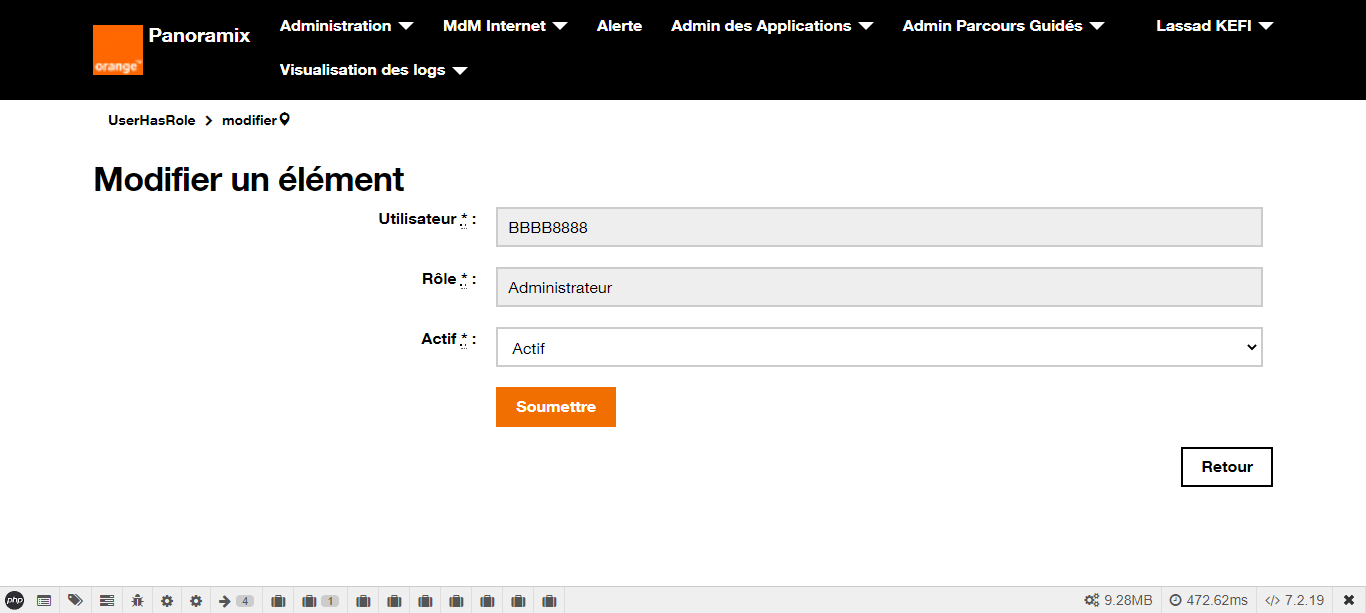 Panoramix
orange™
Administration MdM Internet Alerte Admin des Applications Admin Parcours Guidés Lassad KEFI
Visualisation des logs
UserHasRole modifier
Modifier un élément
Utilisateur * :
BBBB8888
Rôle * :
Administrateur
Actif * :
Actif
Soumettre
Retour
php 4 1 9.28MB 472.62ms </> 7.2.19